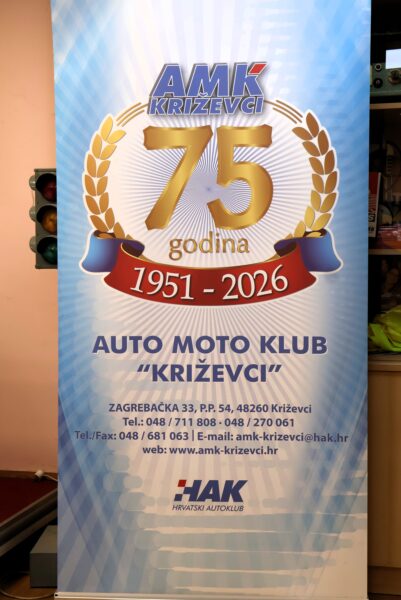 AMK
KRIŽEVCI
75
godina
1951 - 2026
AUTO MOTO KLUB
“KRIŽEVCI”
ZAGREBAČKA 33, P.P. 54, 48260 Križevci
Tel.: 048 / 711 808 · 048 / 270 061
Tel./Fax: 048 / 681 063 | E-mail: amk-krizevci@hak.hr
web: www.amk-krizevci.hr
HAK
HRVATSKI AUTOKLUB